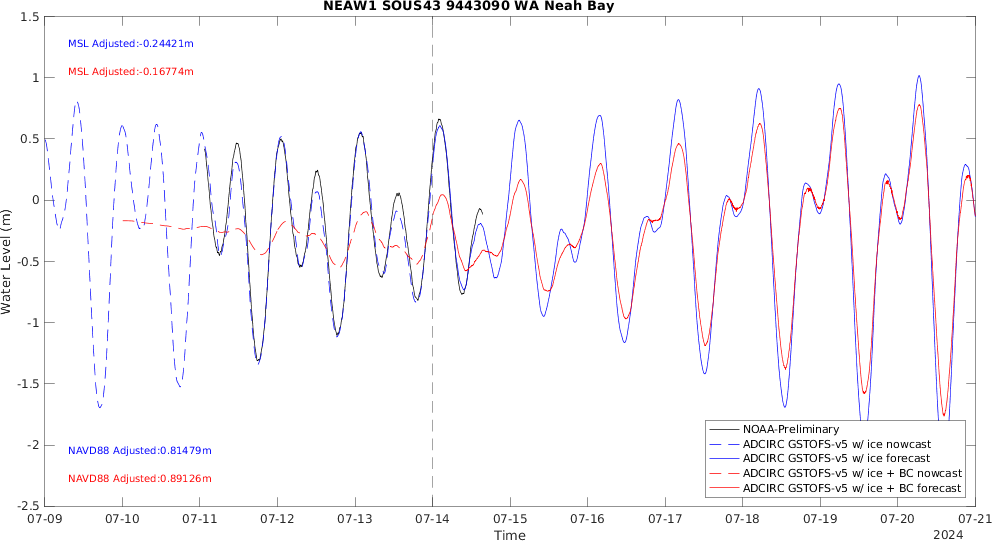 NEAW1 SOUS43 9443090 WA Neah Bay
1.5
1
0.5
0
-0.5
-1
-1.5
-2
-2.5
Water Level (m)
MSL Adjusted:-0.24421m
MSL Adjusted:-0.16774m
NAVD88 Adjusted:0.81479m
NAVD88 Adjusted:0.89126m
NOAA-Preliminary
ADCIRC GSTOFS-v5 w/ ice nowcast
ADCIRC GSTOFS-v5 w/ ice forecast
ADCIRC GSTOFS-v5 w/ ice + BC nowcast
ADCIRC GSTOFS-v5 w/ ice + BC forecast
07-09 07-10 07-11 07-12 07-13 07-14 07-15 07-16 07-17 07-18 07-19 07-20 07-21
Time
2024